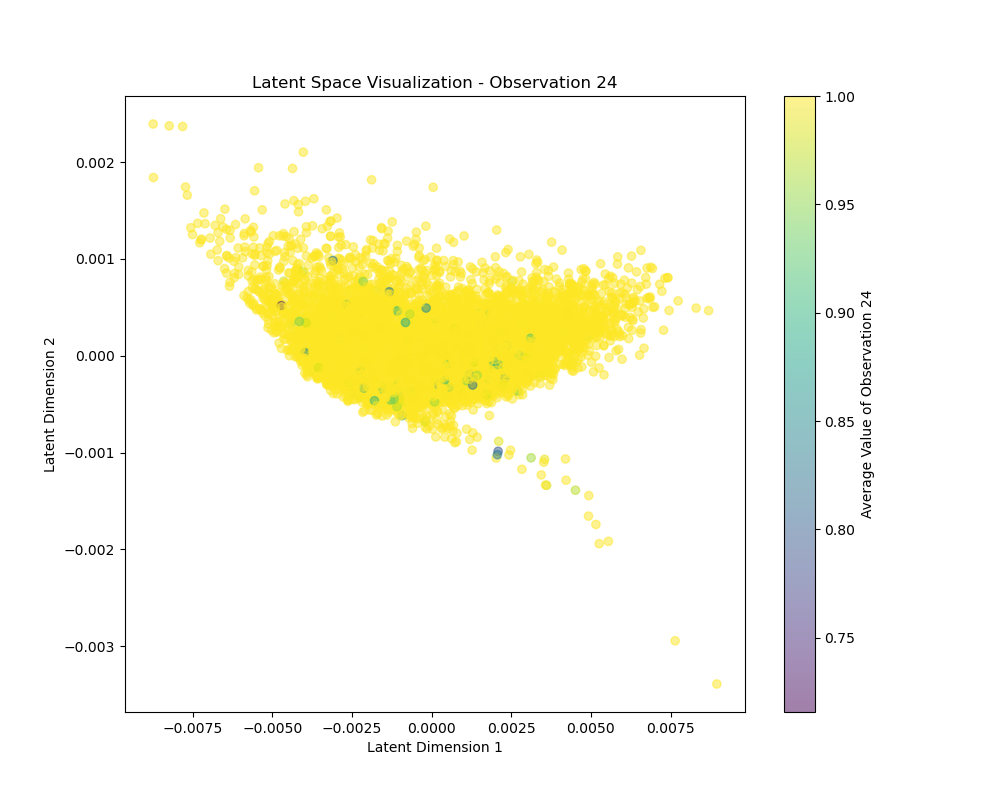 Latent Space Visualization - Observation 24
1.00
0.95
0.90
0.85
0.80
0.75
Average Value of Observation 24
0.002
0.001
0.000
−0.001
−0.002
−0.003
Latent Dimension 2
−0.0075 −0.0050 −0.0025 0.0000 0.0025 0.0050 0.0075
Latent Dimension 1